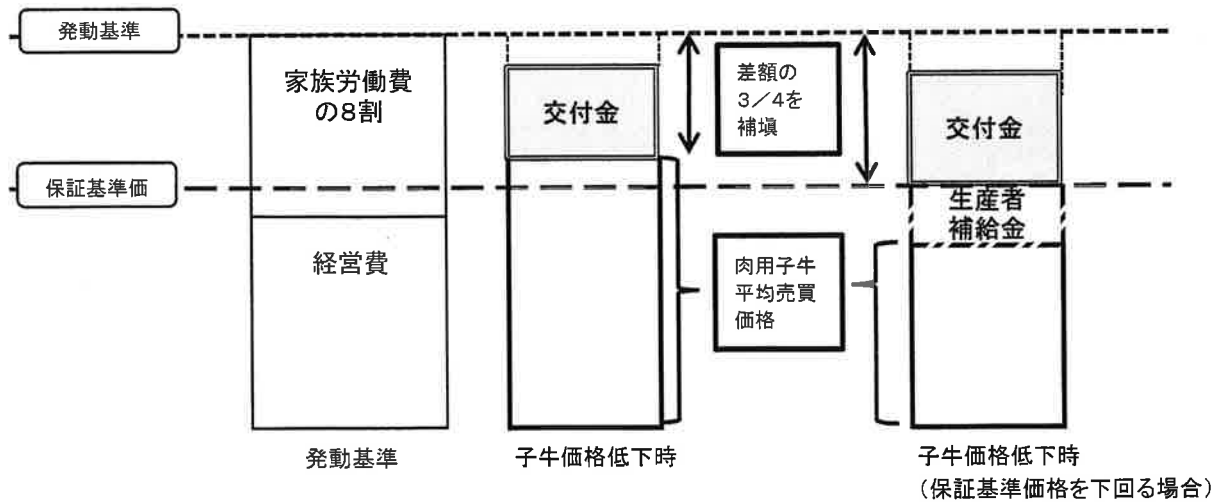 発動基準
家族労働費
の8割
交付金
差額の
3/4を
補塡
交付金
保証基準価
生産者
補給金
経営費
肉用子牛
平均売買
価格
発動基準
子牛価格低下時
子牛価格低下時
(保証基準価格を下回る場合)